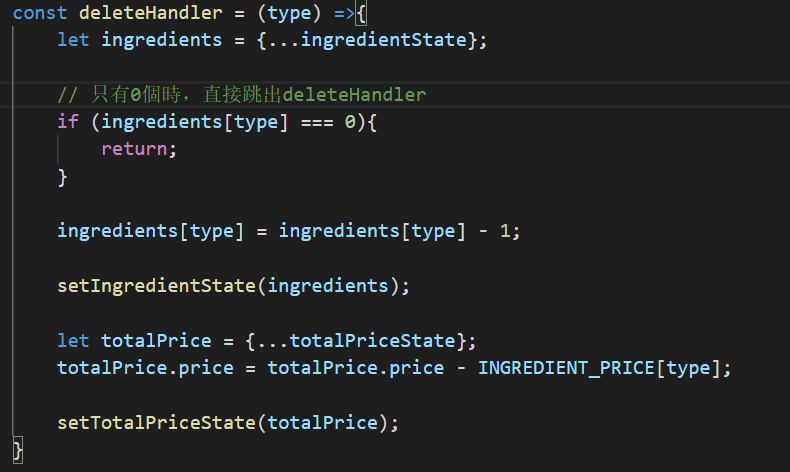 const deleteHandler = (type) =>{
let ingredients = {...ingredientState};
// 只有0個時，直接跳出deleteHandler
if (ingredients[type] === 0){
return;
}
ingredients[type] = ingredients[type] - 1;
setIngredientState(ingredients);
let totalPrice = {...totalPriceState};
totalPrice.price = totalPrice.price - INGREDIENT_PRICE[type];
setTotalPriceState(totalPrice);
}